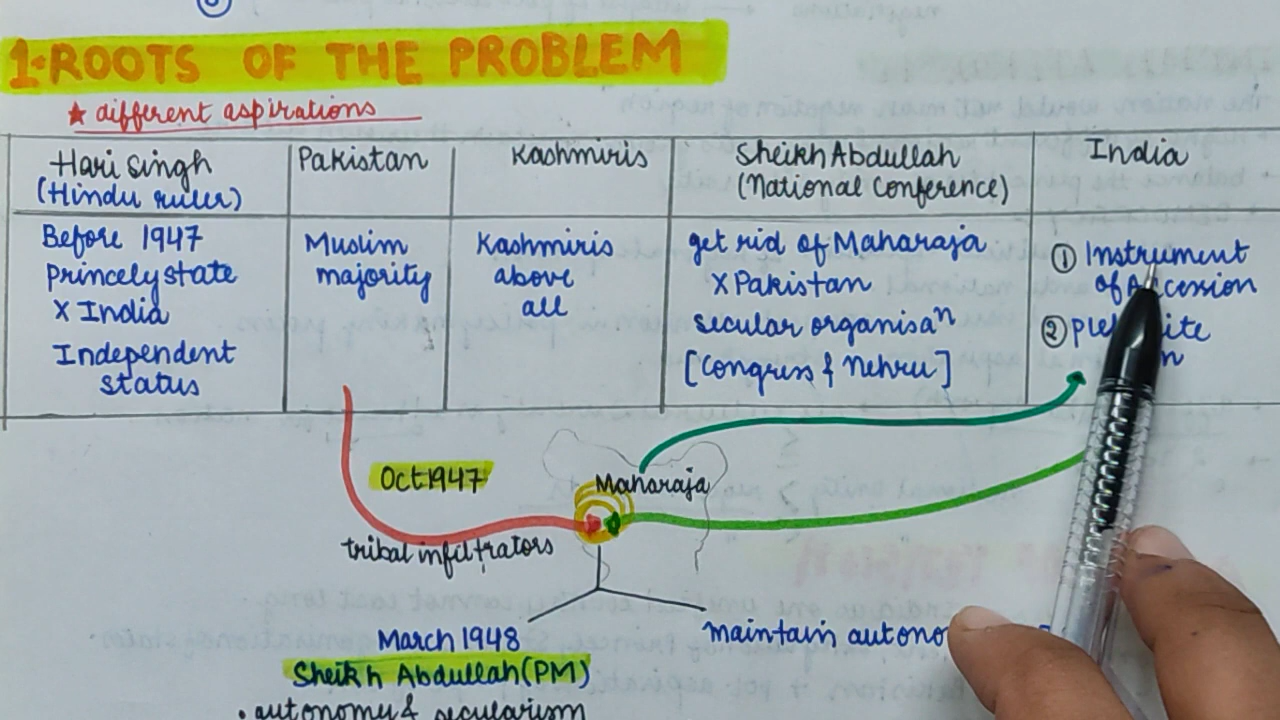 1. ROOTS OF THE PROBLEM
★ different aspirations
Hari Singh
(Hindu ruler)
Pakistan
Kashmiris
Sheikh Abdullah
(National Conference)
India
Before 1947
princely state
X India
Independent
status
Muslim
majority
Kashmiris
above
all
get rid of Maharaja
X Pakistan
secular organisaⁿ
[Congress & Nehru]
① Instrument
of
②
Oct 1947
Maharaja
tribal infiltrators
March 1948
Sheikh Abdullah (PM)
• autonomy & secularism
maintain